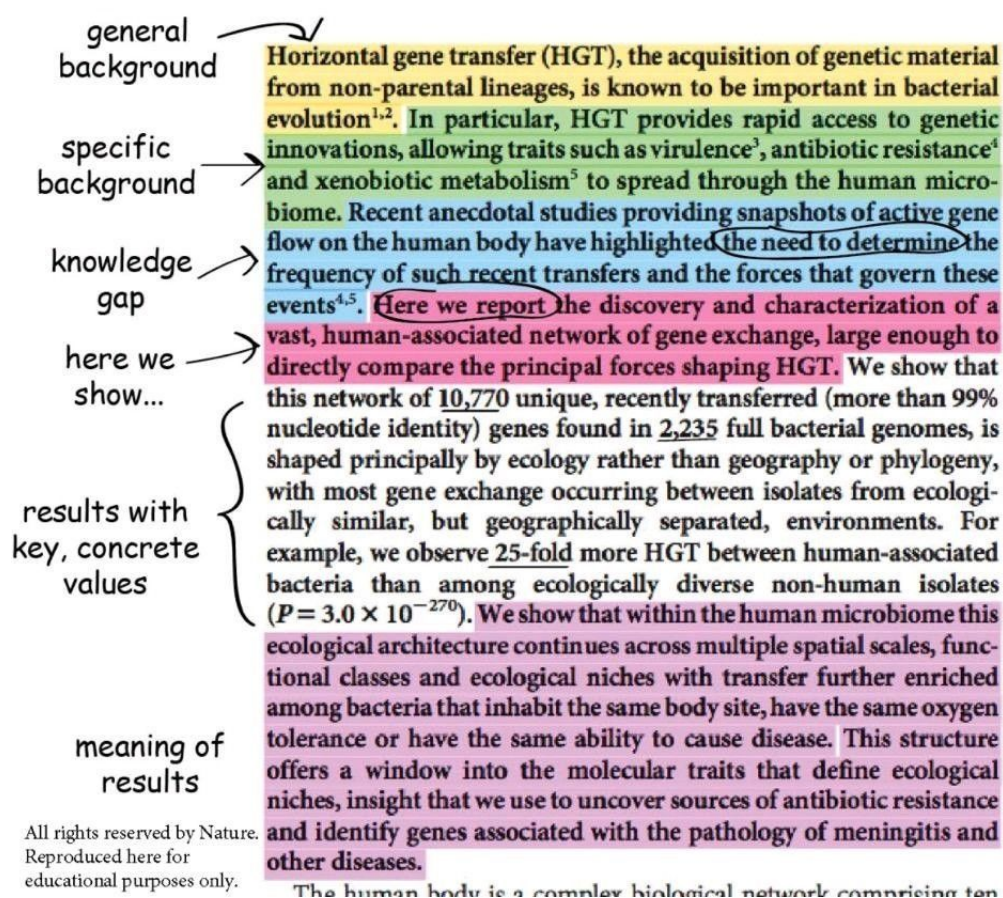 general
background
Horizontal gene transfer (HGT), the acquisition of genetic material
from non-parental lineages, is known to be important in bacterial
evolution¹,². In particular, HGT provides rapid access to genetic
specific
background
innovations, allowing traits such as virulence³, antibiotic resistance⁴
and xenobiotic metabolism⁵ to spread through the human micro-
biome. Recent anecdotal studies providing snapshots of active gene
flow on the human body have highlighted the need to determine the
knowledge
gap
frequency of such recent transfers and the forces that govern these
events⁴,⁵. Here we report the discovery and characterization of a
here we
show...
vast, human-associated network of gene exchange, large enough to
directly compare the principal forces shaping HGT. We show that
this network of 10,770 unique, recently transferred (more than 99%
nucleotide identity) genes found in 2,235 full bacterial genomes, is
shaped principally by ecology rather than geography or phylogeny,
results with
key, concrete
values
with most gene exchange occurring between isolates from ecologi-
cally similar, but geographically separated, environments. For
example, we observe 25-fold more HGT between human-associated
bacteria than among ecologically diverse non-human isolates
(P = 3.0 × 10⁻²⁷⁰). We show that within the human microbiome this
ecological architecture continues across multiple spatial scales, func-
tional classes and ecological niches with transfer further enriched
among bacteria that inhabit the same body site, have the same oxygen
meaning of
results
tolerance or have the same ability to cause disease. This structure
offers a window into the molecular traits that define ecological
niches, insight that we use to uncover sources of antibiotic resistance
and identify genes associated with the pathology of meningitis and
other diseases.
All rights reserved by Nature.
Reproduced here for
educational purposes only.
The human body is a complex biological network comprising ten